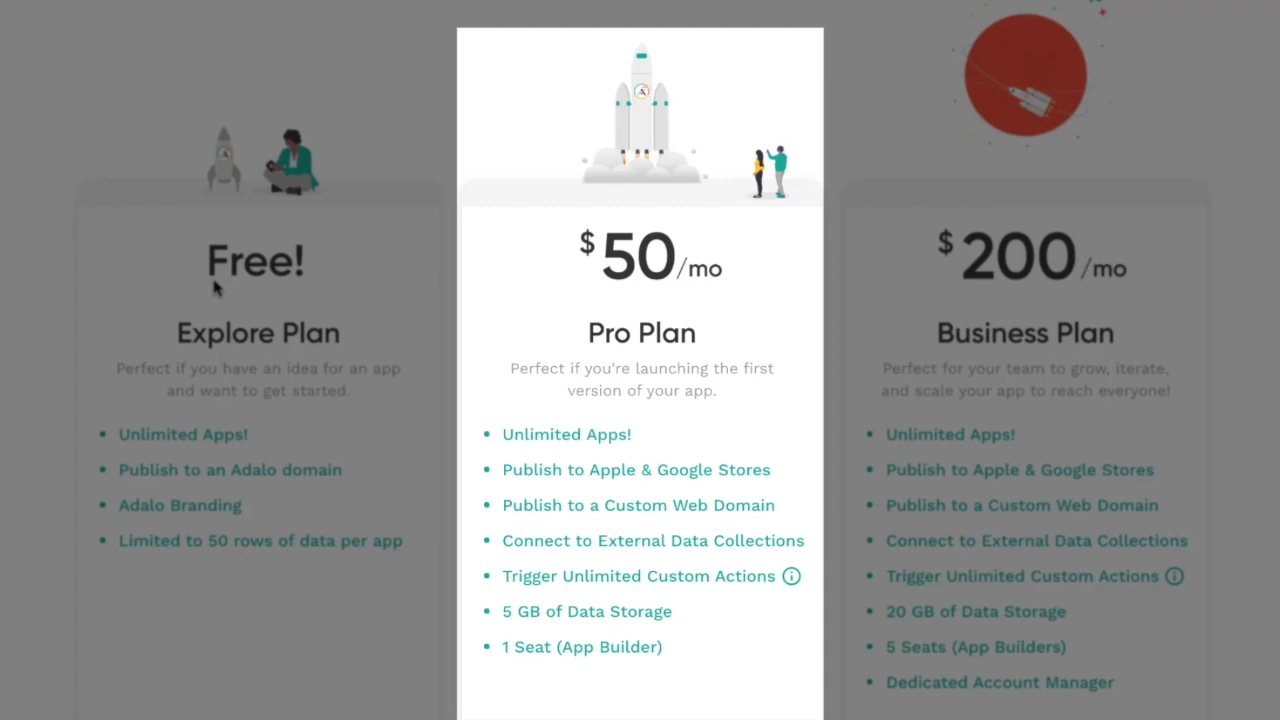 Free!
Explore Plan
Perfect if you have an idea for an app
and want to get started.
• Unlimited Apps!
• Publish to an Adalo domain
• Adalo Branding
• Limited to 50 rows of data per app
$50/mo
Pro Plan
Perfect if you're launching the first
version of your app.
• Unlimited Apps!
• Publish to Apple & Google Stores
• Publish to a Custom Web Domain
• Connect to External Data Collections
• Trigger Unlimited Custom Actions
• 5 GB of Data Storage
• 1 Seat (App Builder)
$200/mo
Business Plan
Perfect for your team to grow, iterate,
and scale your app to reach everyone!
• Unlimited Apps!
• Publish to Apple & Google Stores
• Publish to a Custom Web Domain
• Connect to External Data Collections
• Trigger Unlimited Custom Actions
• 20 GB of Data Storage
• 5 Seats (App Builders)
• Dedicated Account Manager